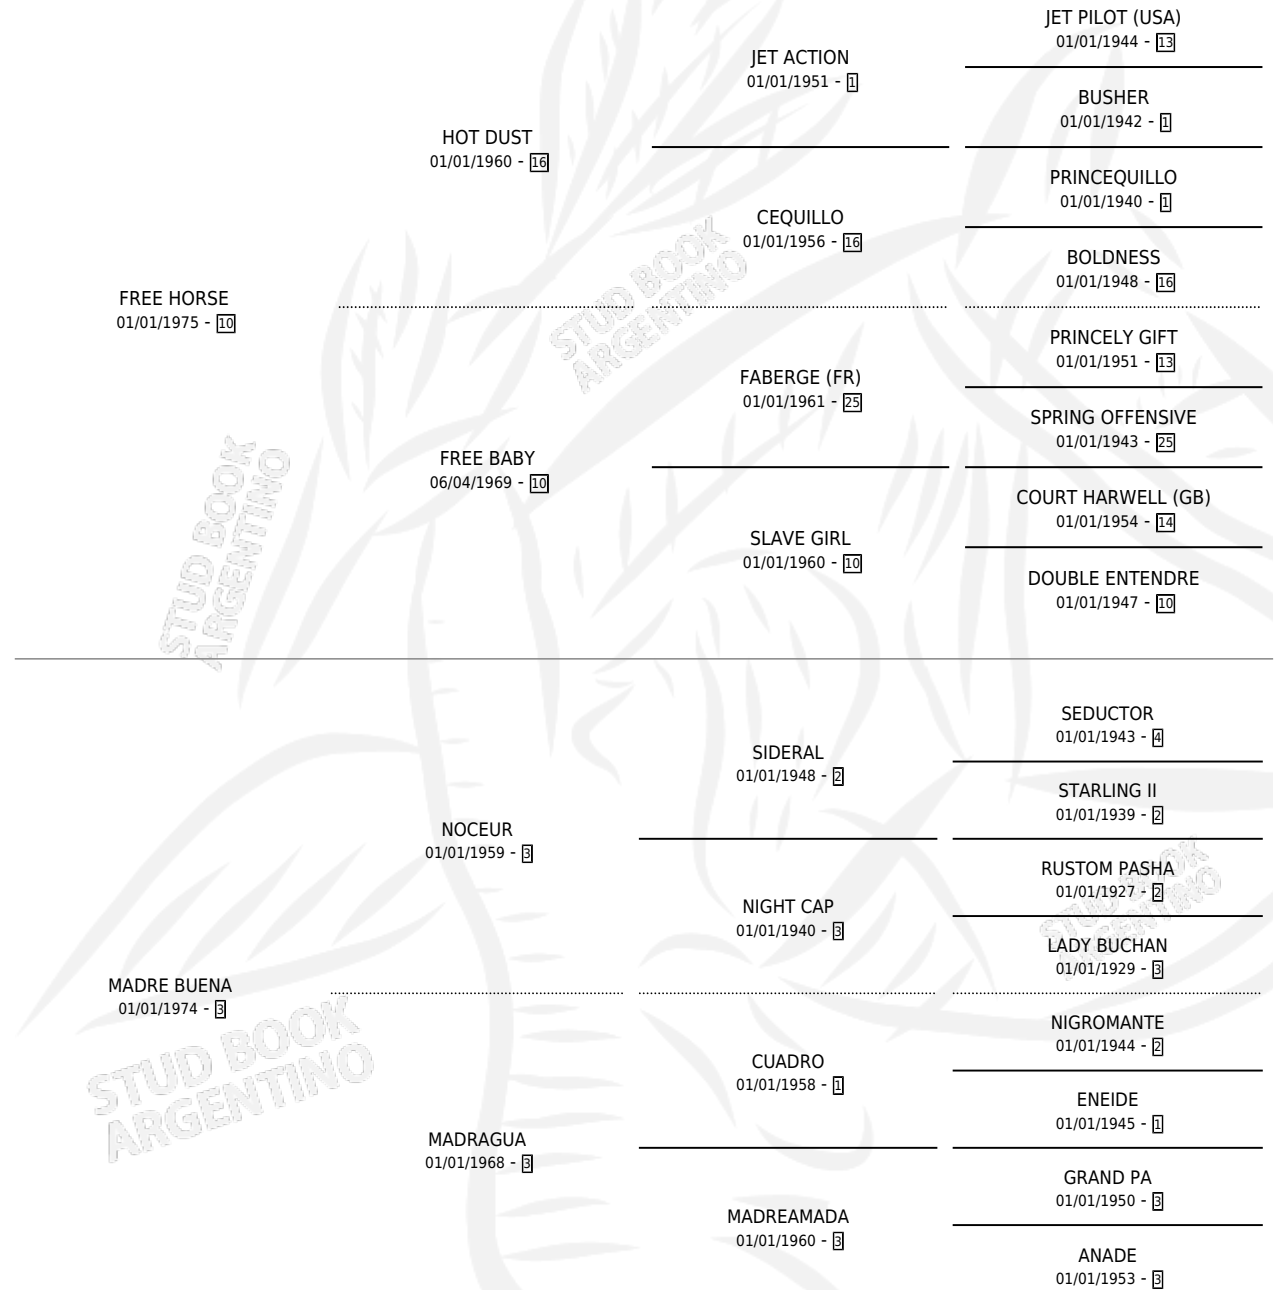 JET PILOT (USA)
01/01/1944 - 13
JET ACTION
01/01/1951 - 1
BUSHER
01/01/1942 - 1
HOT DUST
01/01/1960 - 16
PRINCEQUILLO
01/01/1940 - 1
CEQUILLO
01/01/1956 - 16
BOLDNESS
01/01/1948 - 16
FREE HORSE
01/01/1975 - 10
PRINCELY GIFT
01/01/1951 - 13
FABERGE (FR)
01/01/1961 - 25
SPRING OFFENSIVE
01/01/1943 - 25
FREE BABY
06/04/1969 - 10
COURT HARWELL (GB)
01/01/1954 - 14
SLAVE GIRL
01/01/1960 - 10
DOUBLE ENTENDRE
01/01/1947 - 10
SEDUCTOR
01/01/1943 - 4
SIDERAL
01/01/1948 - 2
STARLING II
01/01/1939 - 2
NOCEUR
01/01/1959 - 3
RUSTOM PASHA
01/01/1927 - 2
NIGHT CAP
01/01/1940 - 3
LADY BUCHAN
01/01/1929 - 3
MADRE BUENA
01/01/1974 - 3
NIGROMANTE
01/01/1944 - 2
CUADRO
01/01/1958 - 1
ENEIDE
01/01/1945 - 1
MADRAGUA
01/01/1968 - 3
GRAND PA
01/01/1950 - 3
MADREAMADA
01/01/1960 - 3
ANADE
01/01/1953 - 3
STUD BOOK
ARGENTINO
STUD BOOK
ARGENTINO
STUD BOOK
ARGENTINO
STUD BOOK
ARGENTINO